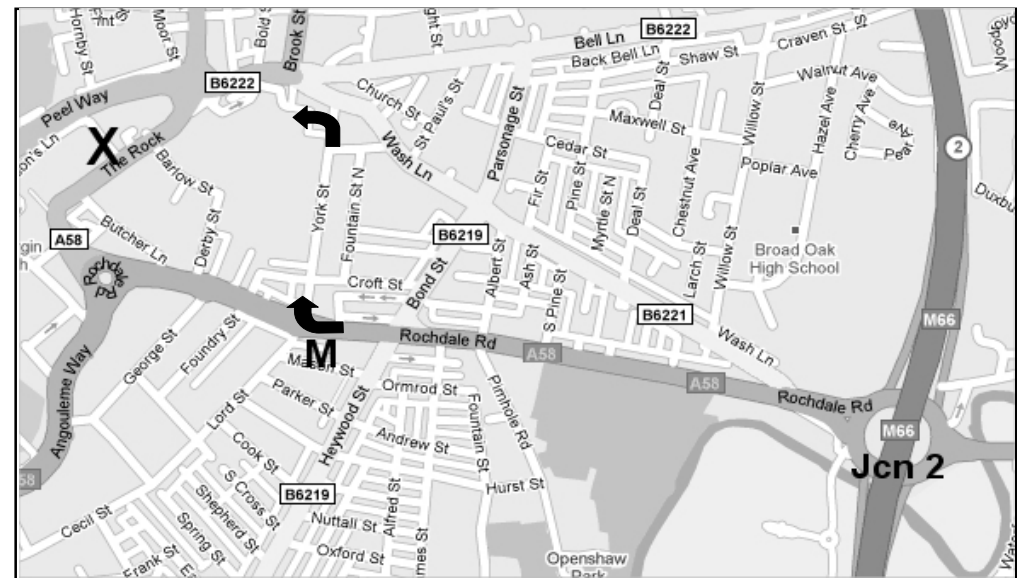 Hornby St
Moor St
Bold St
Brook St
Bell Ln
B6222
Back Bell Ln
Shaw St
Craven St
Peel Way
B6222
Church St
St Paul's St
Parsonage St
Deal St
Maxwell St
Willow St
Walnut Ave
Hazel Ave
Cherry Ave
Pear Ave
2
X
The Rock
Wash Ln
Cedar St
Poplar Ave
Barlow St
York St
Fountain St N
Fir St
Pine St
Myrtle St N
Deal St
Chestnut Ave
Larch St
Willow St
Broad Oak
High School
A58
Butcher Ln
Derby St
B6219
Bond St
Albert St
Ash St
S Pine St
Rochdale
Rd
Croft St
B6221
Wash Ln
M66
Rochdale Rd
A58
A58
Rochdale Rd
M66
Jcn 2
M
Angouleme Way
George St
Foundry St
Mason St
Parker St
Lord St
Heywood St
Ormrod St
Pimhole Rd
Fountain St
Andrew St
Cook St
S Cross St
Shepherd St
Spring St
Cecil St
Frank St
B6219
Nuttall St
Alfred St
Hurst St
Oxford St
Openshaw
Park